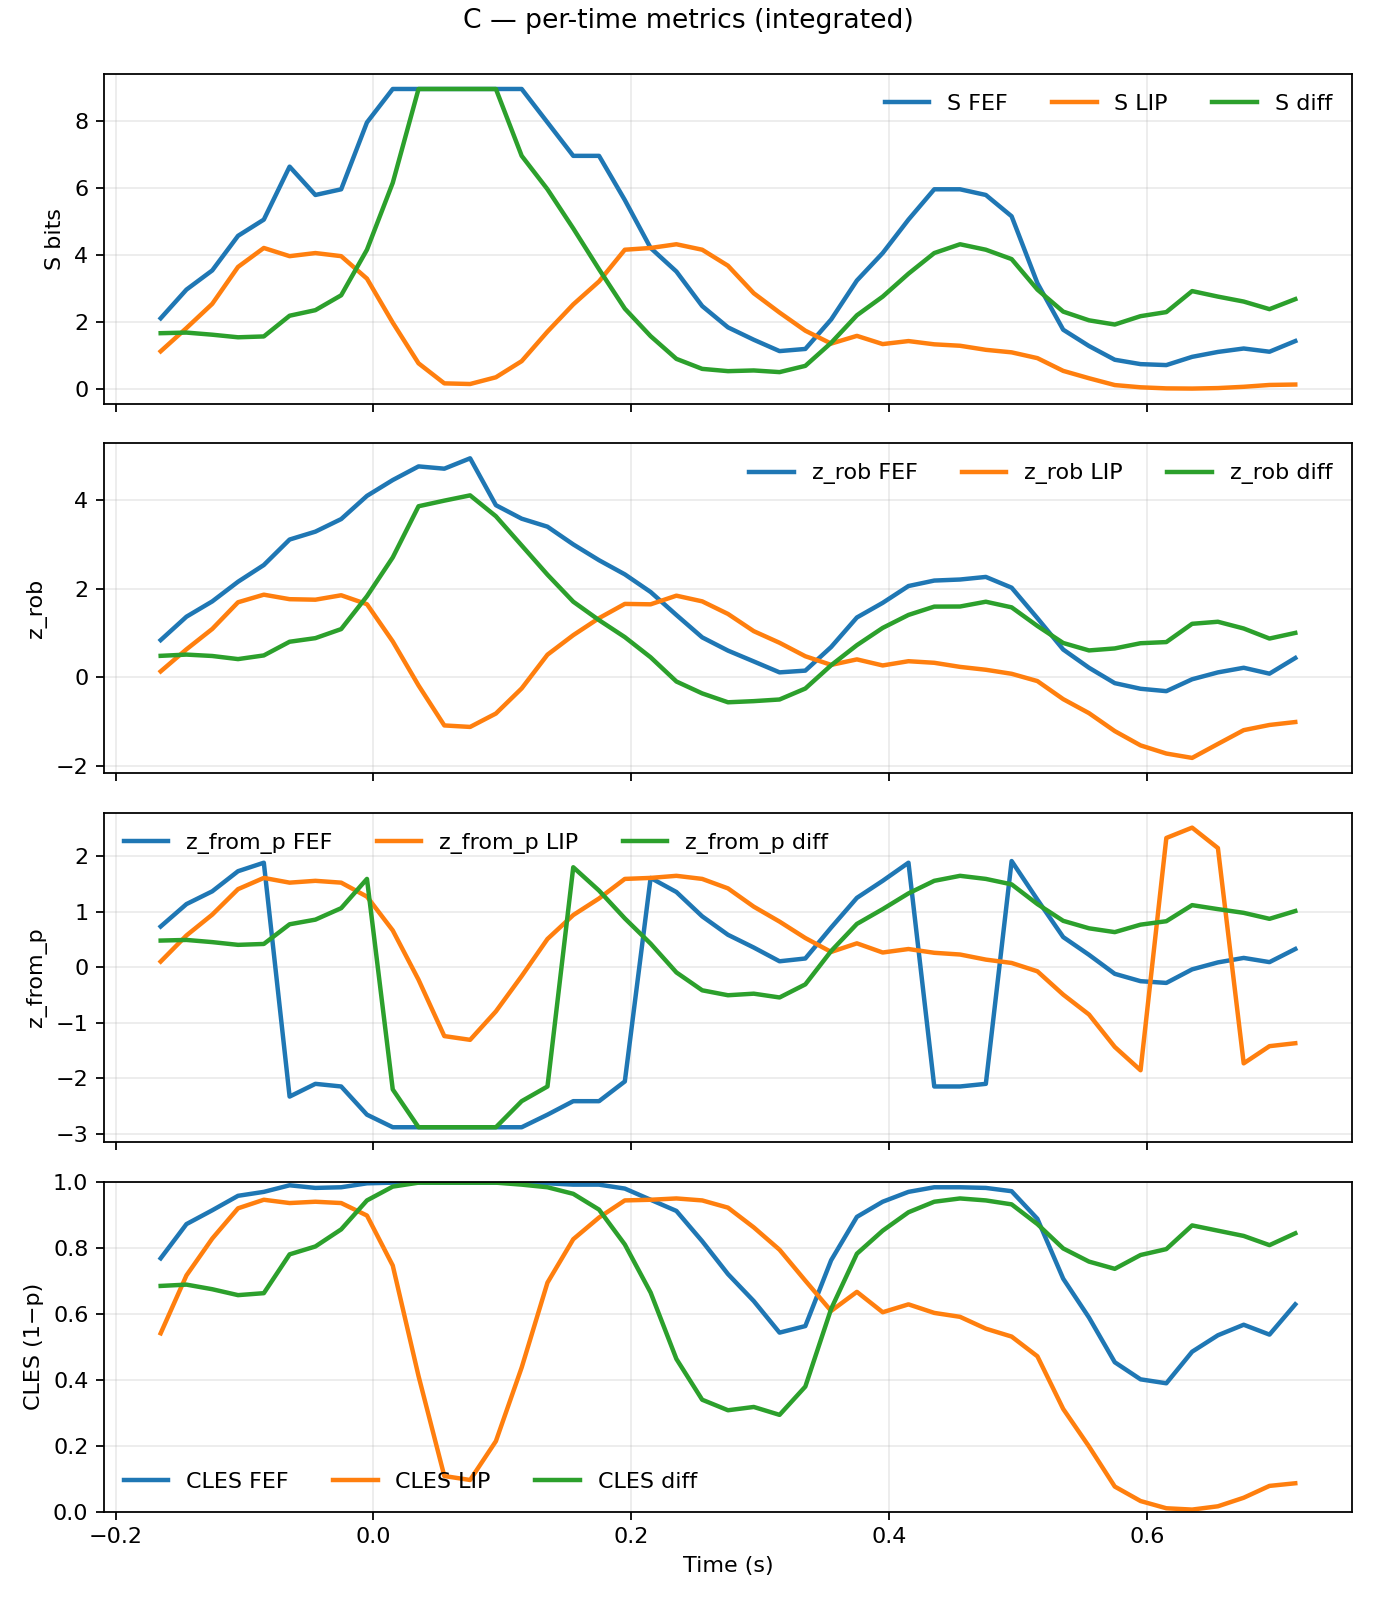 C — per-time metrics (integrated)
S FEF S LIP S diff
8
6
4
2
0
S bits
z_rob FEF z_rob LIP z_rob diff
4
2
0
−2
z_rob
z_from_p FEF z_from_p LIP z_from_p diff
2
1
0
−1
−2
−3
z_from_p
1.0
0.8
0.6
0.4
0.2
0.0
CLES (1−p)
CLES FEF CLES LIP CLES diff
−0.2 0.0 0.2 0.4 0.6
Time (s)